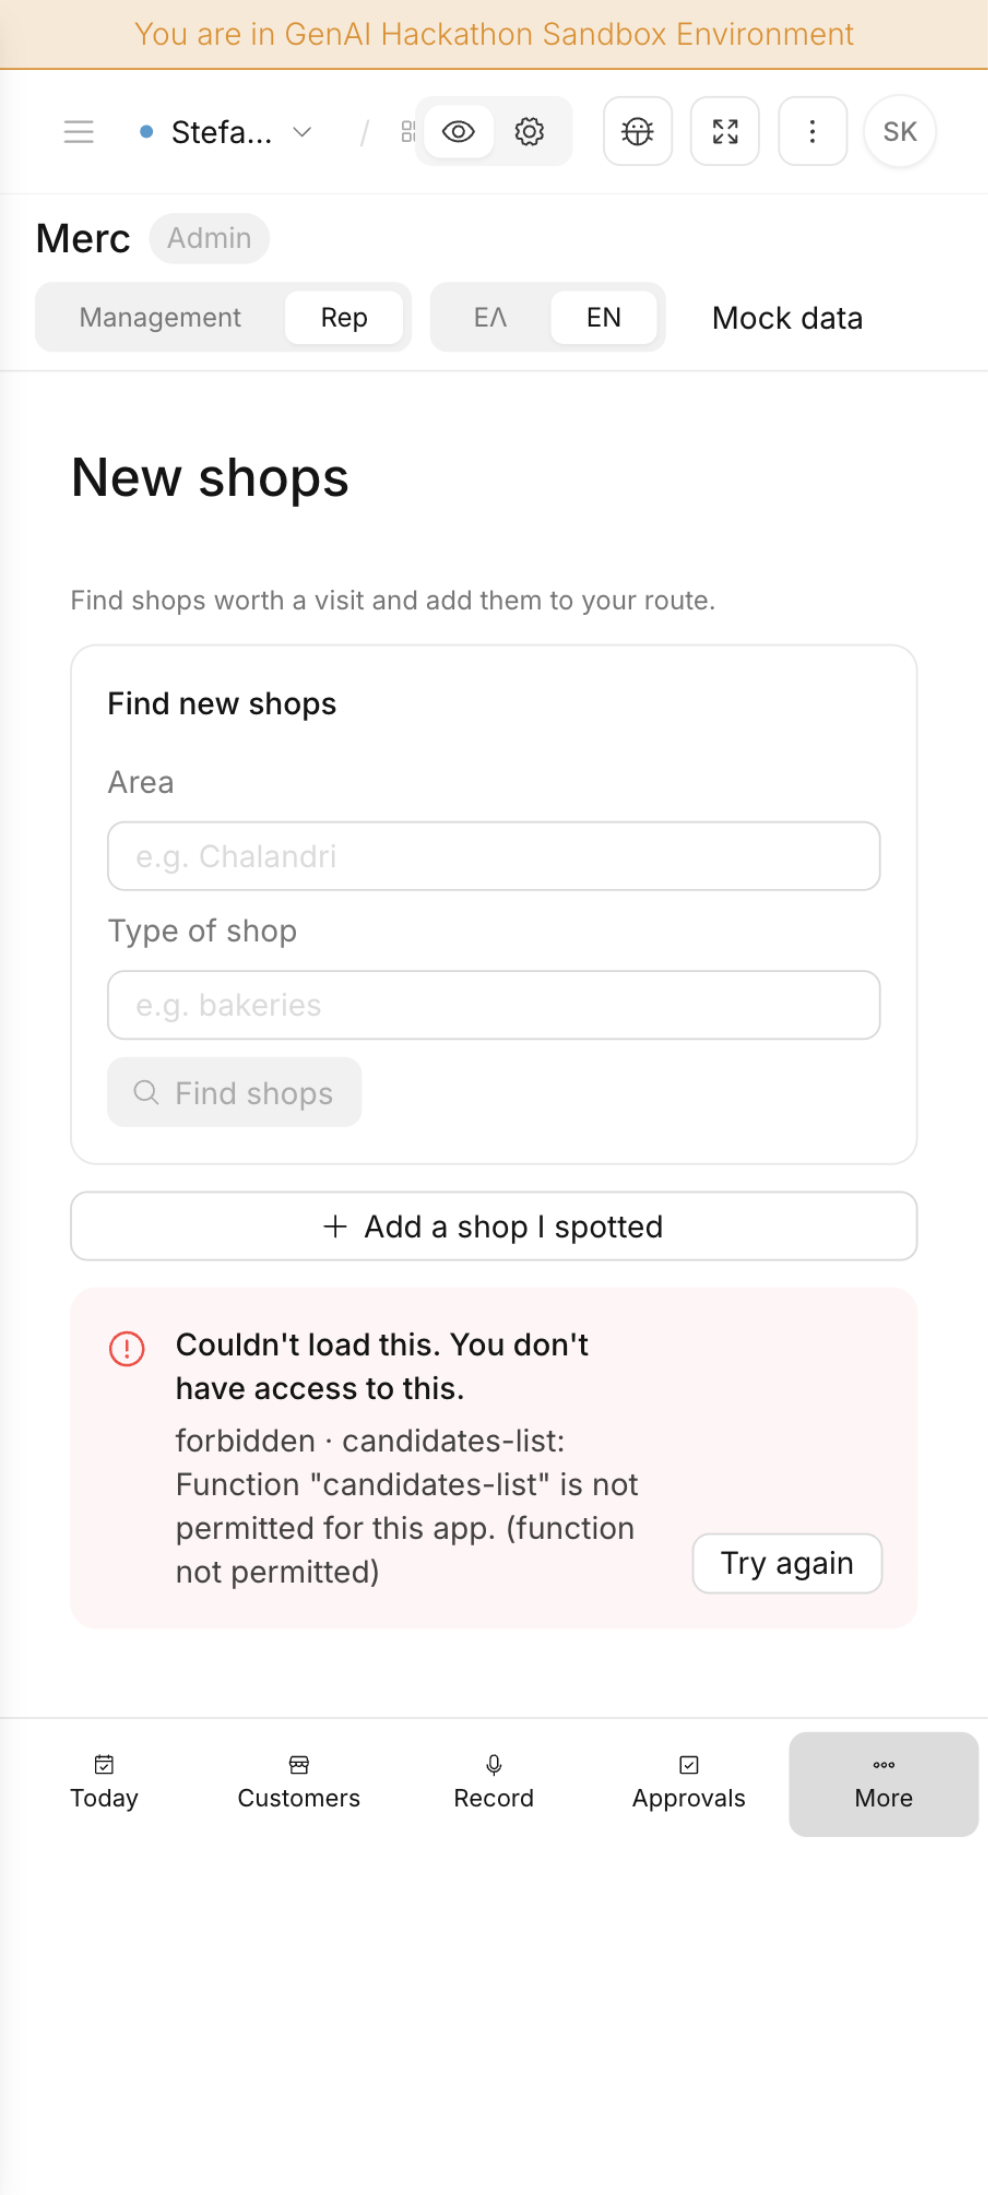 You are in GenAI Hackathon Sandbox Environment
Stefa... /
SK
Merc Admin
Management Rep ΕΛ EN Mock data
New shops
Find shops worth a visit and add them to your route.
Find new shops
Area
e.g. Chalandri
Type of shop
e.g. bakeries
Find shops
+ Add a shop I spotted
Couldn't load this. You don't
have access to this.
forbidden · candidates-list:
Function "candidates-list" is not
permitted for this app. (function
not permitted)
Try again
Today Customers Record Approvals More